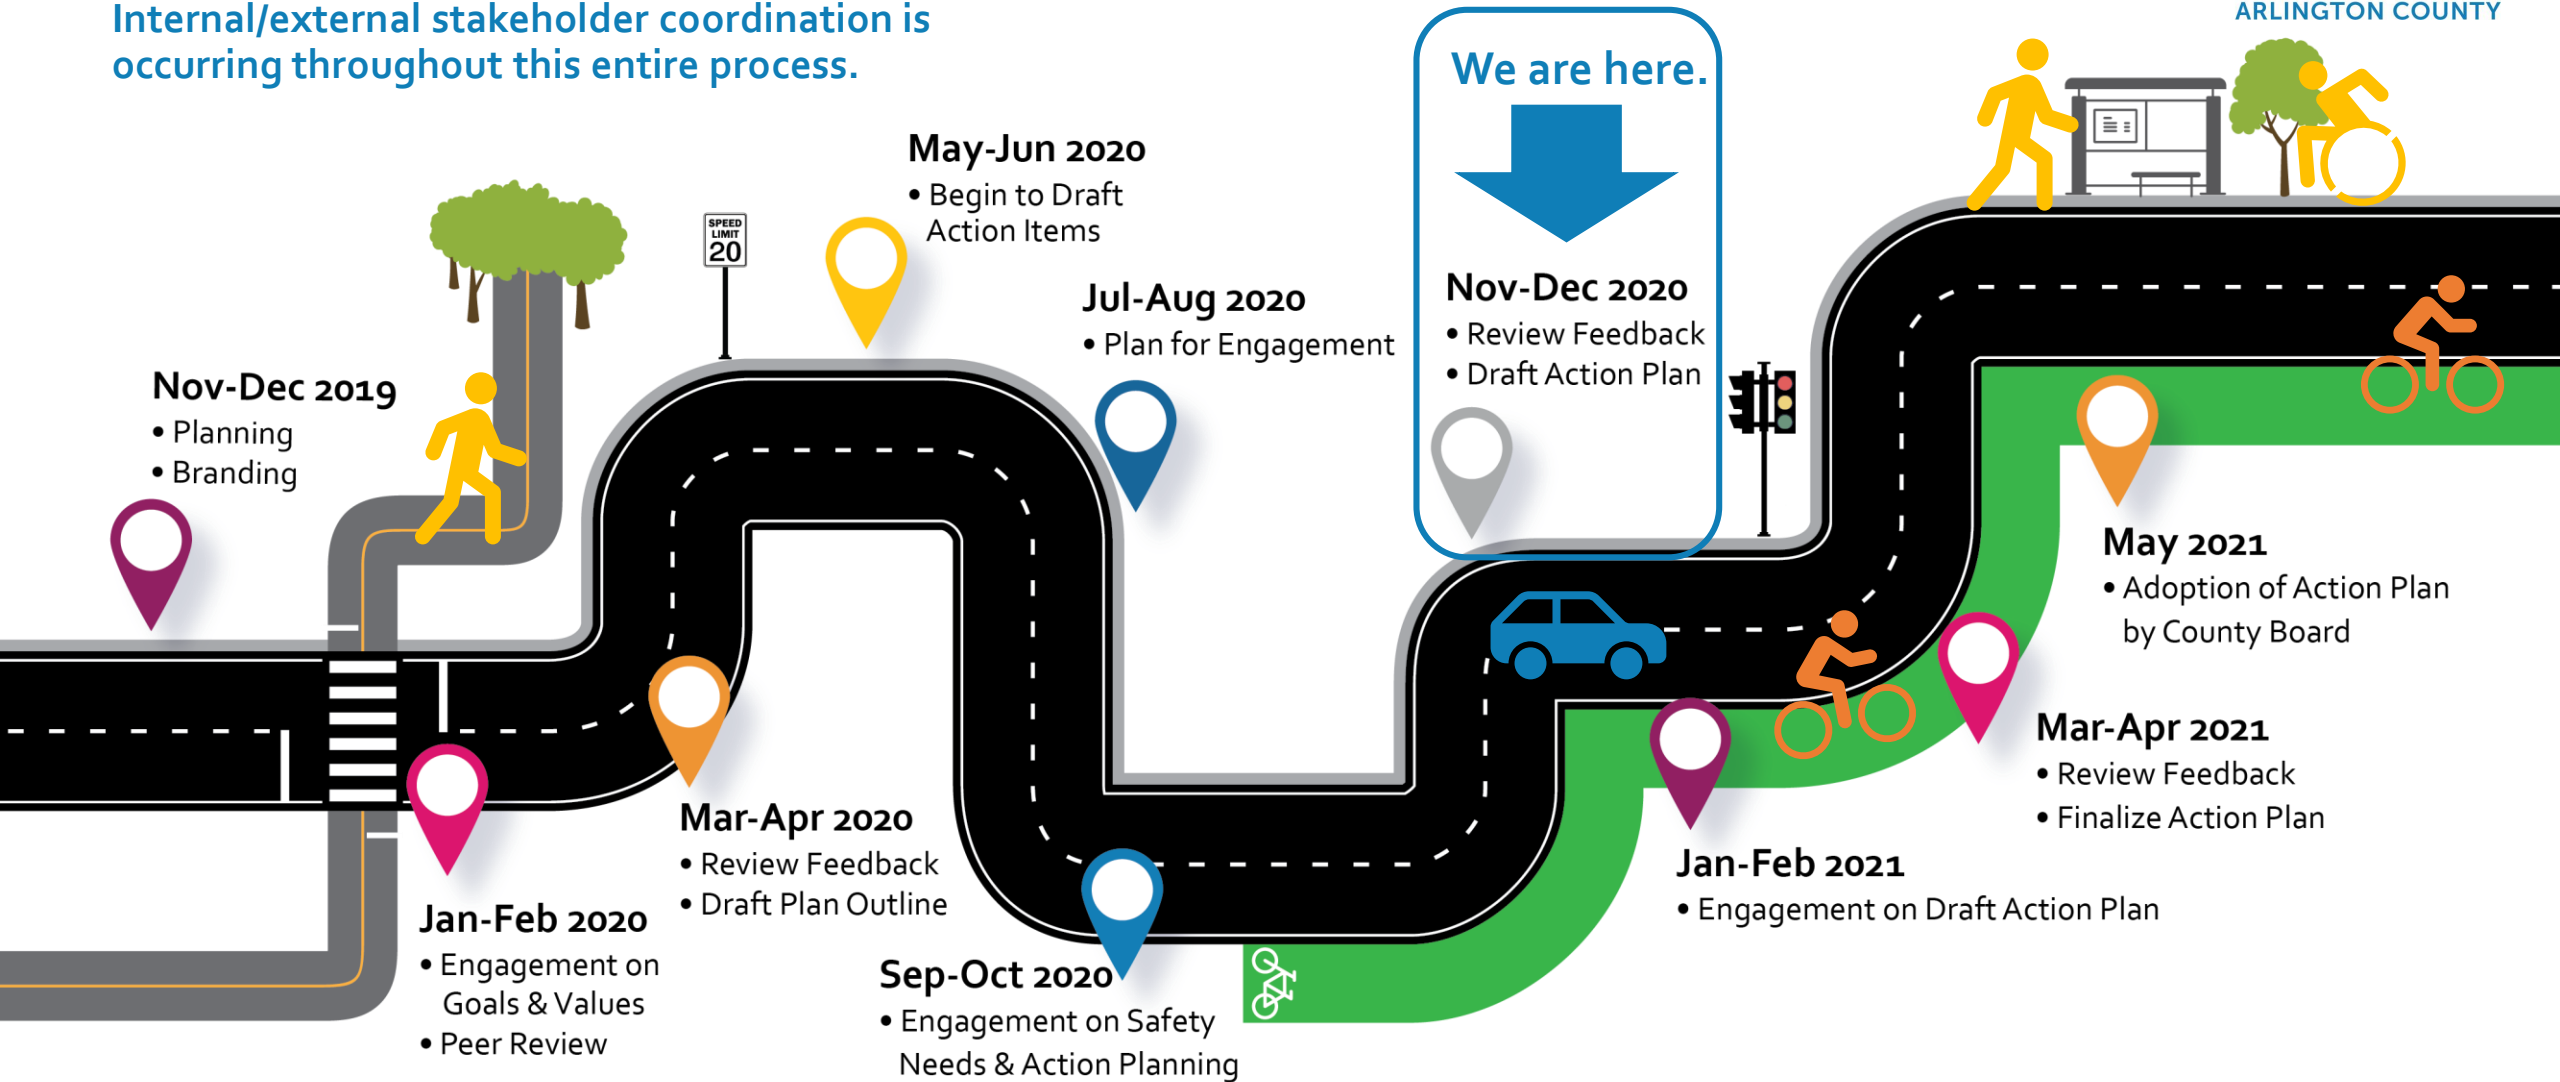 Internal/external stakeholder coordination is
occurring throughout this entire process.
ARLINGTON COUNTY
We are here.
Nov-Dec 2019
• Planning
• Branding
Jan-Feb 2020
• Engagement on
Goals & Values
• Peer Review
Mar-Apr 2020
• Review Feedback
• Draft Plan Outline
SPEED
LIMIT
20
May-Jun 2020
• Begin to Draft
Action Items
Jul-Aug 2020
• Plan for Engagement
Sep-Oct 2020
• Engagement on Safety
Needs & Action Planning
Nov-Dec 2020
• Review Feedback
• Draft Action Plan
Jan-Feb 2021
• Engagement on Draft Action Plan
Mar-Apr 2021
• Review Feedback
• Finalize Action Plan
May 2021
• Adoption of Action Plan
by County Board